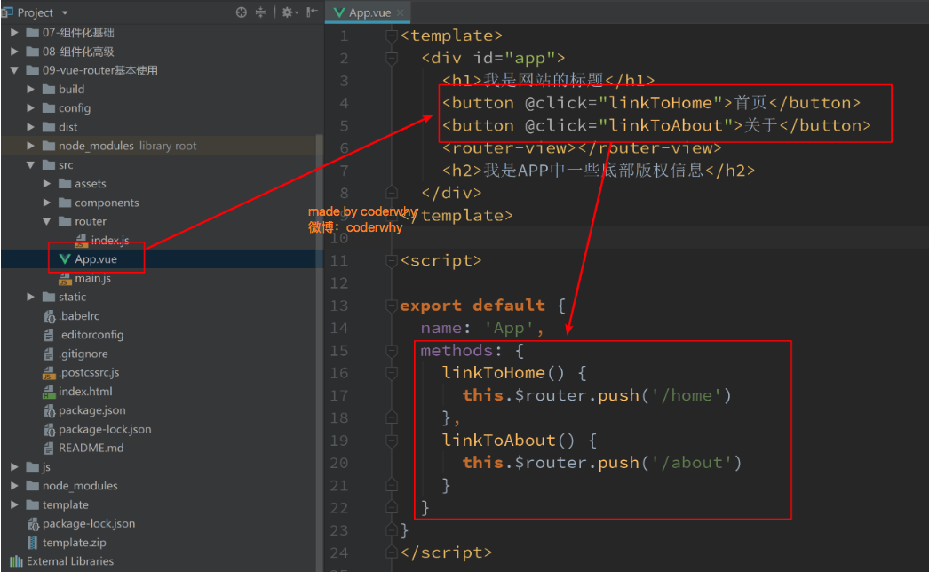 Project
07-组件化基础
08-组件化高级
09-vue-router基本使用
build
config
dist
node_modules library root
src
assets
components
router
index.js
App.vue
main.js
static
.babelrc
.editorconfig
.gitignore
.postcssrc.js
index.html
package.json
package-lock.json
README.md
js
node_modules
template
package-lock.json
template.zip
External Libraries
made by coderwhy
微博：coderwhy
App.vue
1 <template>
2 <div id="app">
3 <h1>我是网站的标题</h1>
4 <button @click="linkToHome">首页</button>
5 <button @click="linkToAbout">关于</button>
6 <router-view></router-view>
7 <h2>我是APP中一些底部版权信息</h2>
8 </div>
</template>
10
11 <script>
12
13 export default {
14 name: 'App',
15 methods: {
16 linkToHome() {
17 this.$router.push('/home')
18 },
19 linkToAbout() {
20 this.$router.push('/about')
21 }
22 }
23 }
24 </script>